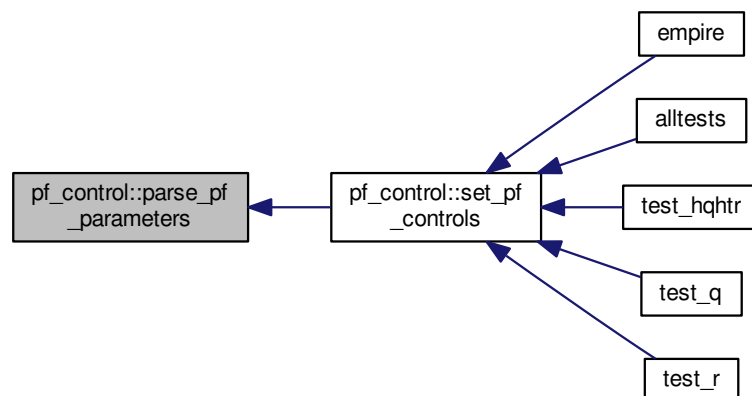 pf_control::parse_pf
_parameters
pf_control::set_pf
_controls
empire
alltests
test_hqhtr
test_q
test_r